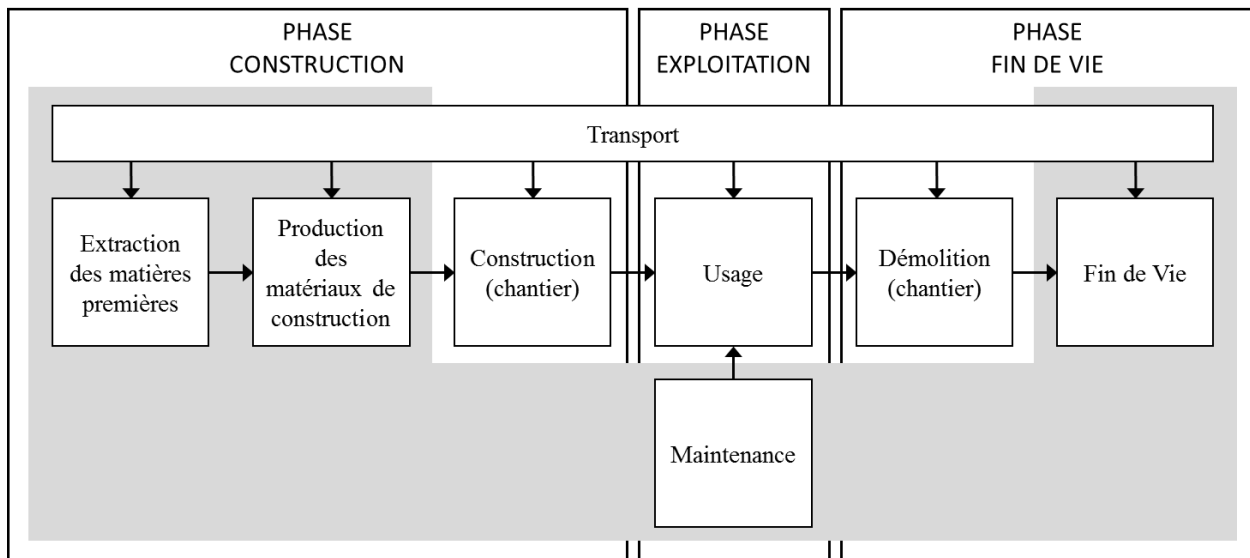 PHASE
CONSTRUCTION
PHASE
EXPLOITATION
PHASE
FIN DE VIE
Transport
Extraction
des matières
premières
Production
des
matériaux de
construction
Construction
(chantier)
Usage
Démolition
(chantier)
Fin de Vie
Maintenance